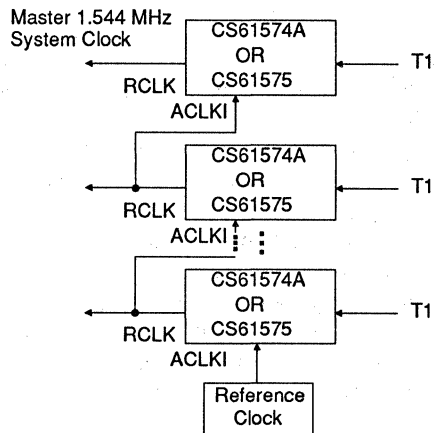 Master 1.544 MHz
System Clock
CS61574A
OR
CS61575
T1
RCLK
ACLKI
CS61574A
OR
CS61575
T1
RCLK
ACLKI
CS61574A
OR
CS61575
T1
RCLK
ACLKI
Reference
Clock